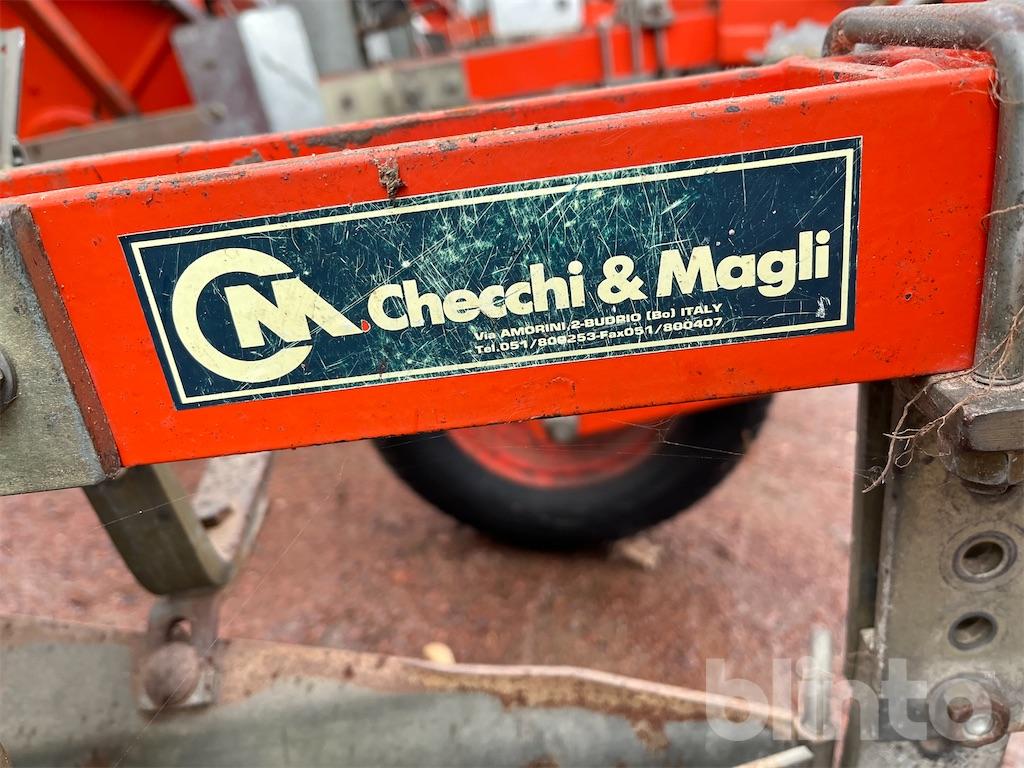 CM
Checchi & Magli
Via AMORINI,2-BUDRIO (Bo) ITALY
Tel.051/800253-Fax051/800407
blinto